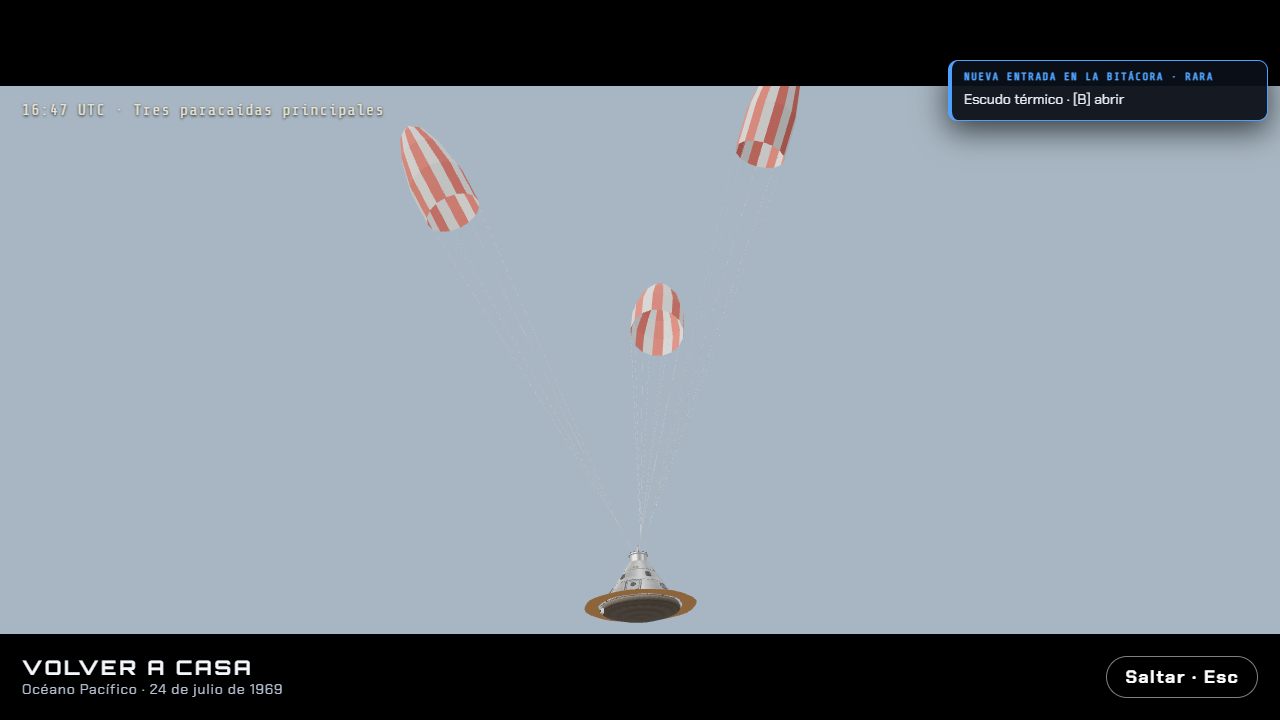 NUEVA ENTRADA EN LA BITÁCORA · RARA
Escudo térmico · [B] abrir
16:47 UTC · Tres paracaídas principales
VOLVER A CASA
Océano Pacífico · 24 de julio de 1969
Saltar · Esc